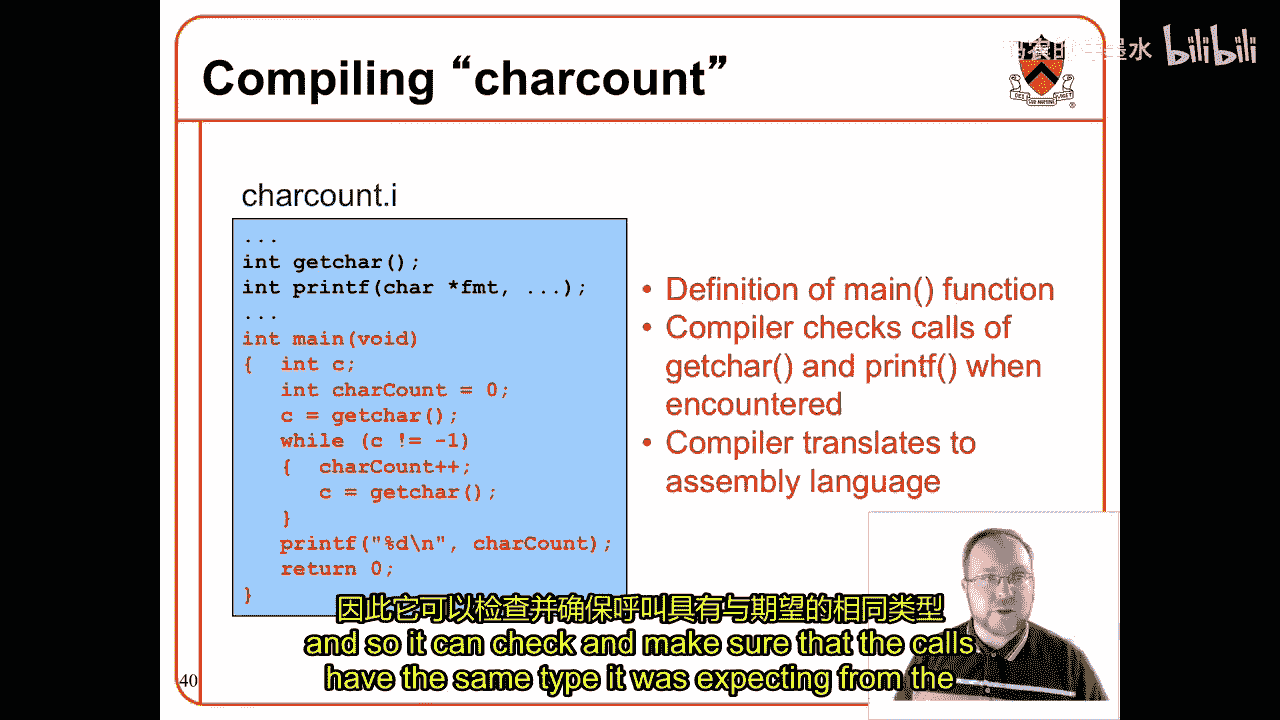 Compiling “charcount”
水 bilibili
charcount.i
...
int getchar();
int printf(char *fmt, ...);
...
int main(void)
{ int c;
int charCount = 0;
c = getchar();
while (c != -1)
{ charCount++;
c = getchar();
}
printf("%d\n", charCount);
return 0;
}
• Definition of main() function
• Compiler checks calls of
getchar() and printf() when
encountered
• Compiler translates to
assembly language
因此它可以检查并确保呼叫具有与期望的相同类型
and so it can check and make sure that the calls
have the same type it was expecting from the
40